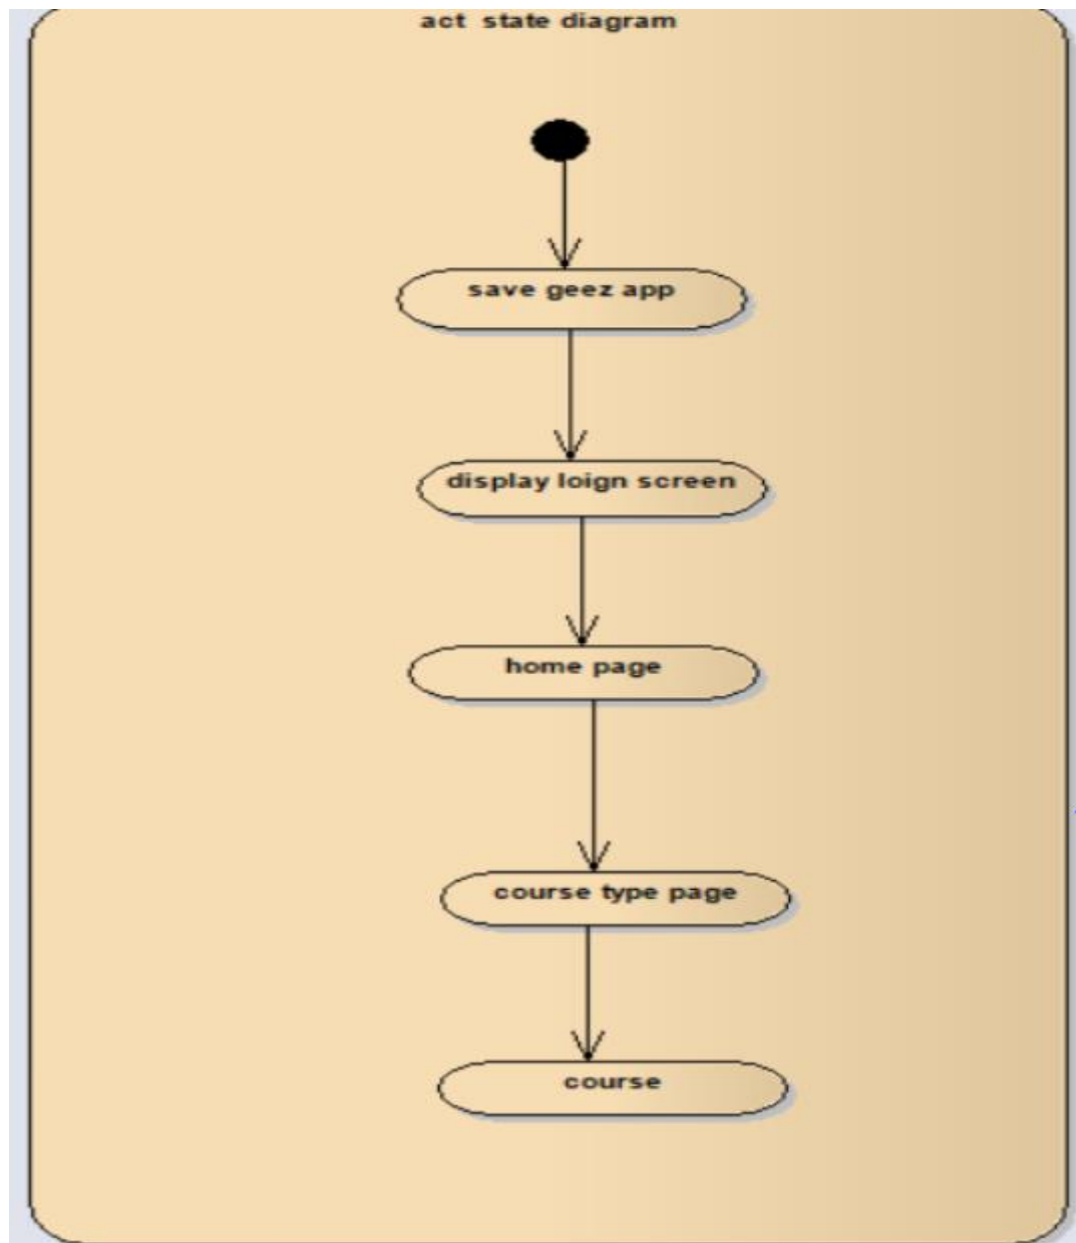 act state diagram
save geez app
display loign screen
home page
course type page
course